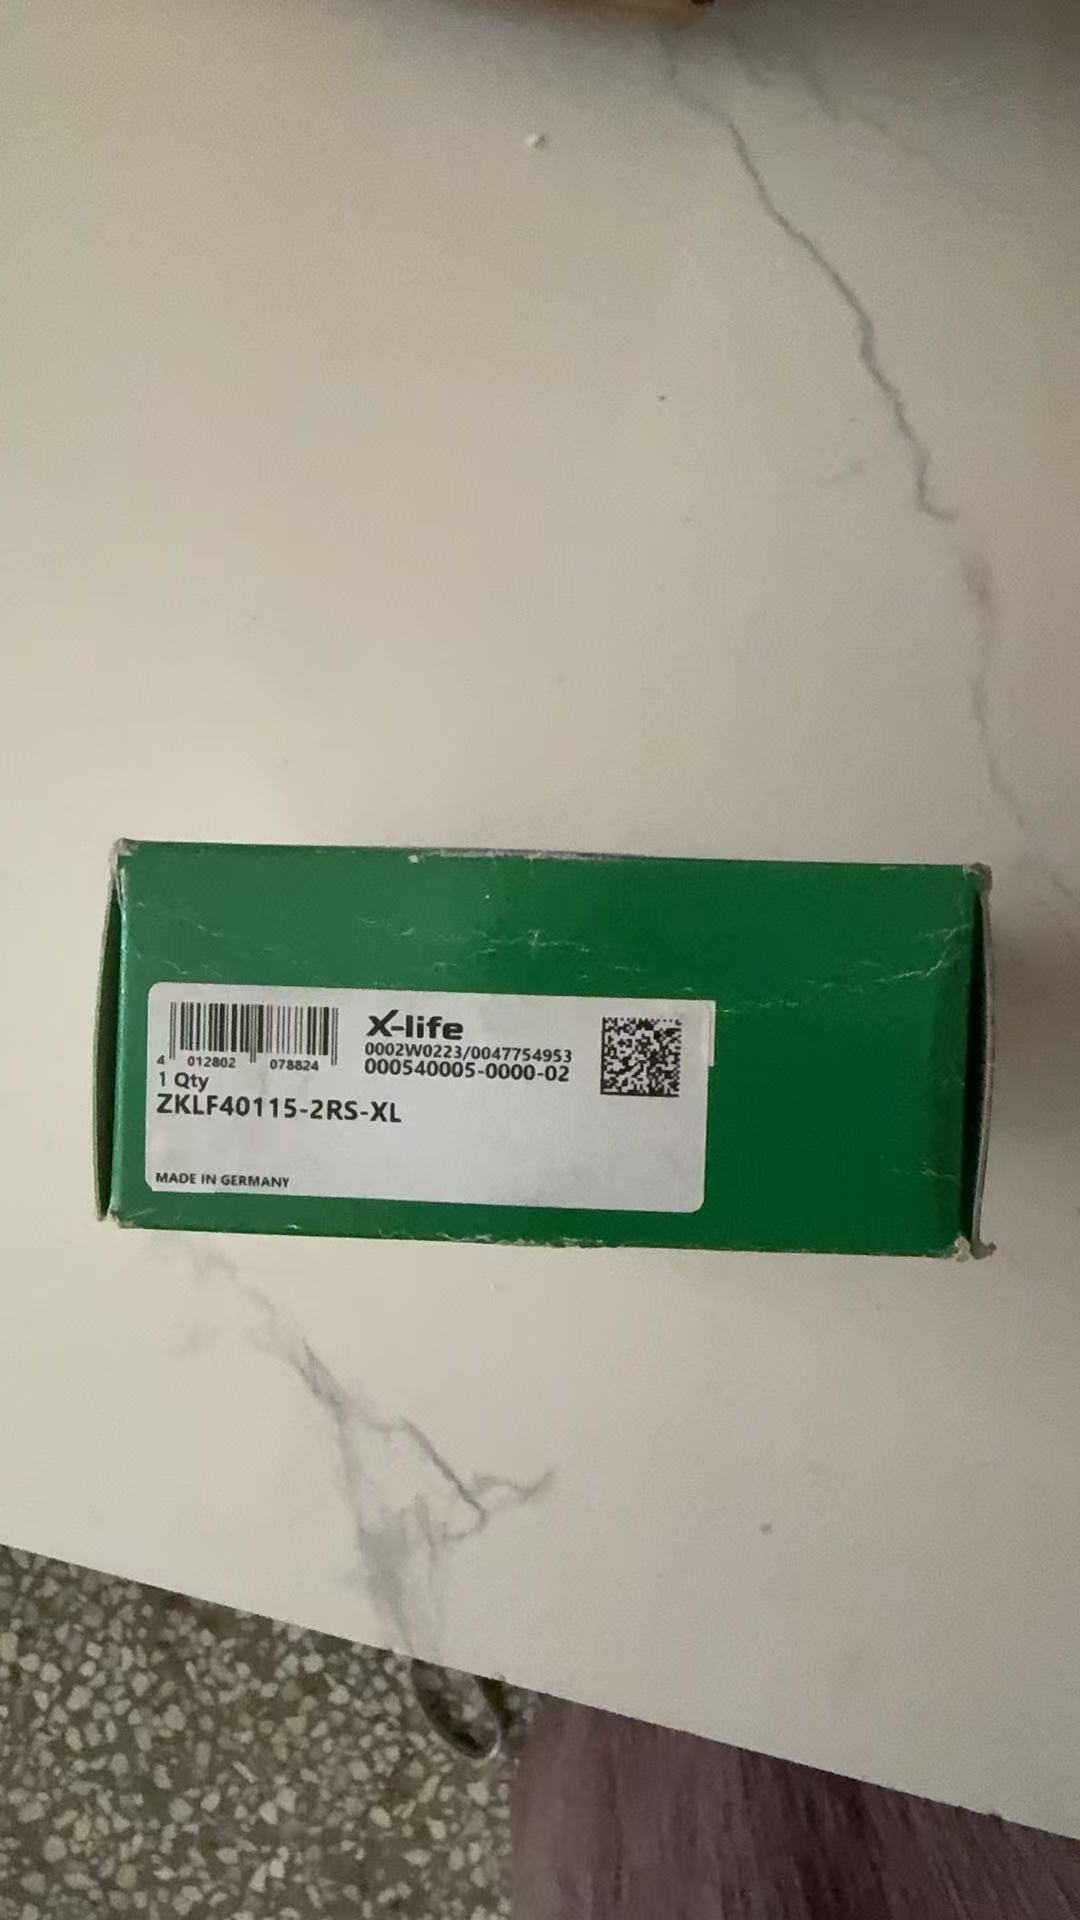 X-life
0002W0223/0047754953
000540005-0000-02
4 012802 078824
1 Qty
ZKLF40115-2RS-XL
MADE IN GERMANY